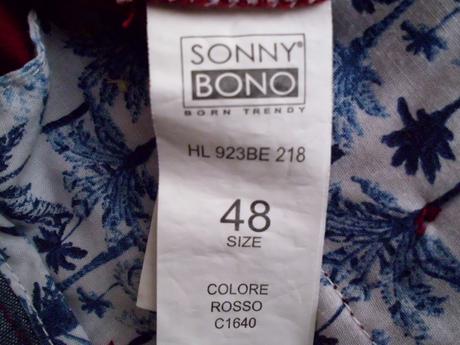 SONNY
BONO
BORN TRENDY
HL 923BE 218
48
SIZE
COLORE
ROSSO
C1640